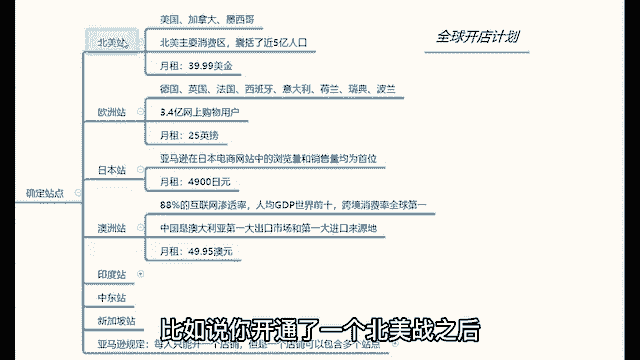 全球开店计划
确定站点
北美站
美国、加拿大、墨西哥
北美主要消费区，囊括了近5亿人口
月租：39.99美金
欧洲站
德国、英国、法国、西班牙、意大利、荷兰、瑞典、波兰
3.4亿网上购物用户
月租：25英镑
日本站
亚马逊在日本电商网站中的浏览量和销售量均为首位
月租：4900日元
澳洲站
88%的互联网渗透率，人均GDP世界前十，跨境消费率全球第一
中国是澳大利亚第一大出口市场和第一大进口来源地
月租：49.95澳元
印度站
中东站
新加坡站
亚马逊规定：每人只能开一个店铺，但是一个店铺可以包含多个站点
比如说你开通了一个北美战之后